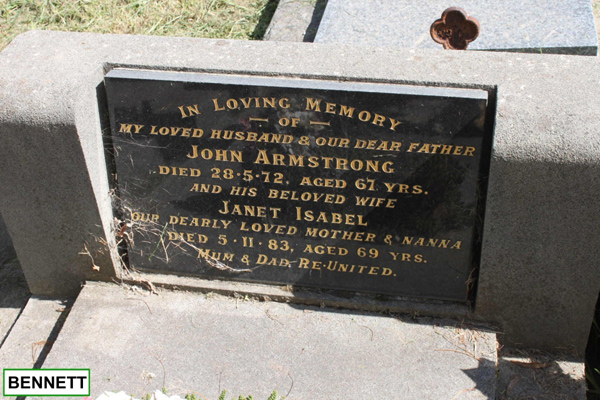 In Loving Memory
— OF —
MY LOVED HUSBAND & OUR DEAR FATHER
JOHN ARMSTRONG
DIED 28·5·72, AGED 67 YRS.
AND HIS BELOVED WIFE
JANET ISABEL
OUR DEARLY LOVED MOTHER & NANNA
DIED 5·11·83, AGED 69 YRS.
MUM & DAD, RE-UNITED.
BENNETT